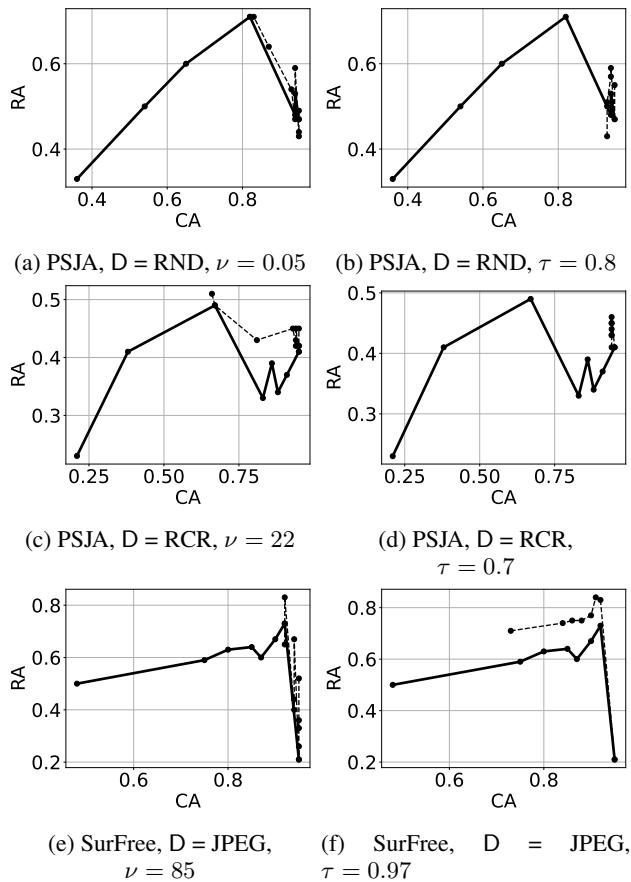 0.6
0.4
RA
0.4 0.6 0.8
CA
(a) PSJA, D = RND, ν = 0.05
0.6
0.4
RA
0.4 0.6 0.8
CA
(b) PSJA, D = RND, τ = 0.8
0.5
0.4
0.3
RA
0.25 0.50 0.75
CA
(c) PSJA, D = RCR, ν = 22
0.5
0.4
0.3
RA
0.25 0.50 0.75
CA
(d) PSJA, D = RCR,
τ = 0.7
0.8
0.6
0.4
0.2
RA
0.6 0.8
CA
(e) SurFree, D = JPEG,
ν = 85
0.8
0.6
0.4
0.2
RA
0.6 0.8
CA
(f) SurFree, D = JPEG,
τ = 0.97